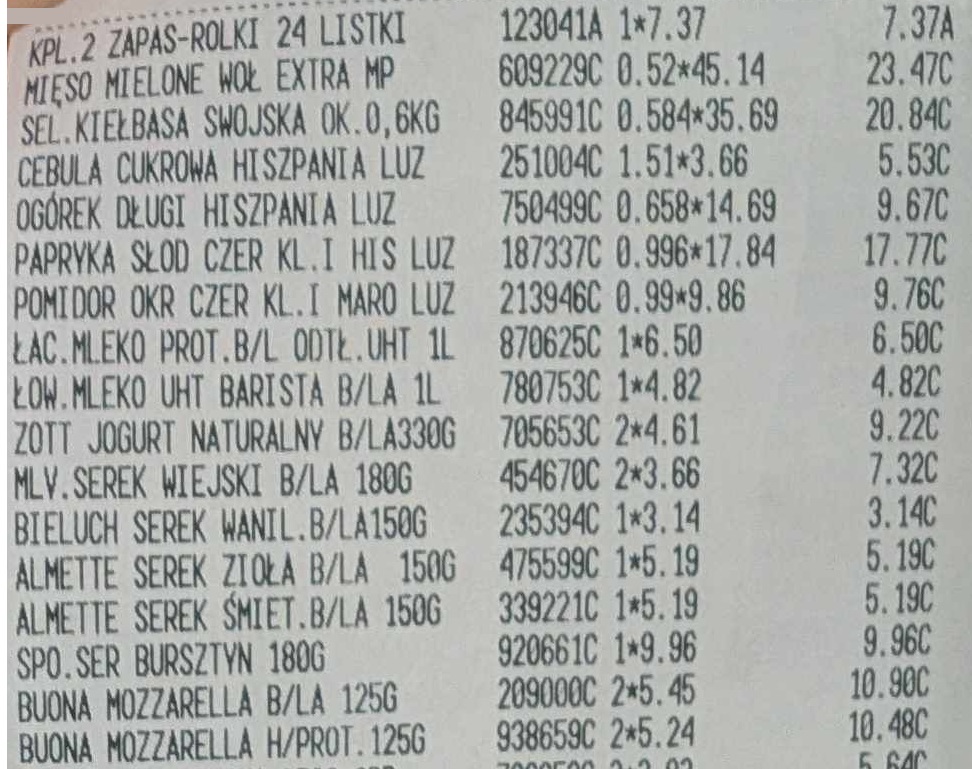 KPL.2 ZAPAS-ROLKI 24 LISTKI 123041A 1*7.37 7.37A
MIĘSO MIELONE WOŁ EXTRA MP 609229C 0.52*45.14 23.47C
SEL.KIEŁBASA SWOJSKA OK.0,6KG 845991C 0.584*35.69 20.84C
CEBULA CUKROWA HISZPANIA LUZ 251004C 1.51*3.66 5.53C
OGÓREK DŁUGI HISZPANIA LUZ 750499C 0.658*14.69 9.67C
PAPRYKA SŁOD CZER KL.I HIS LUZ 187337C 0.996*17.84 17.77C
POMIDOR OKR CZER KL.I MARO LUZ 213946C 0.99*9.86 9.76C
ŁAC.MLEKO PROT.B/L ODTŁ.UHT 1L 870625C 1*6.50 6.50C
ŁOW.MLEKO UHT BARISTA B/LA 1L 780753C 1*4.82 4.82C
ZOTT JOGURT NATURALNY B/LA330G 705653C 2*4.61 9.22C
MLV.SEREK WIEJSKI B/LA 180G 454670C 2*3.66 7.32C
BIELUCH SEREK WANIL.B/LA150G 235394C 1*3.14 3.14C
ALMETTE SEREK ZIOŁA B/LA 150G 475599C 1*5.19 5.19C
ALMETTE SEREK ŚMIET.B/LA 150G 339221C 1*5.19 5.19C
SPO.SER BURSZTYN 180G 920661C 1*9.96 9.96C
BUONA MOZZARELLA B/LA 125G 209000C 2*5.45 10.90C
BUONA MOZZARELLA H/PROT.125G 938659C 2*5.24 10.48C
5.64C